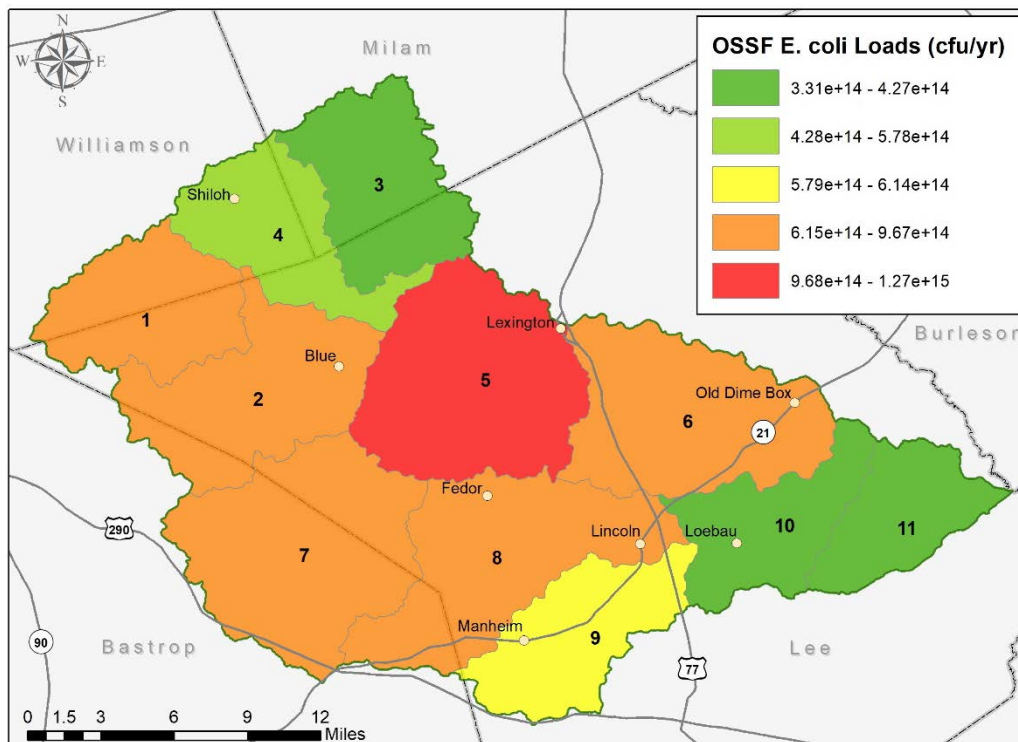 N
W E
S
Milam
Williamson
Burleson
Bastrop
Lee
OSSF E. coli Loads (cfu/yr)
3.31e+14 - 4.27e+14
4.28e+14 - 5.78e+14
5.79e+14 - 6.14e+14
6.15e+14 - 9.67e+14
9.68e+14 - 1.27e+15
3
Shiloh
4
1
Lexington
Blue
5
2
Old Dime Box
6
21
Fedor
290
Lincoln
Loebau
10
11
7
8
Manheim
9
90
77
0 1.5 3 6 9 12
Miles